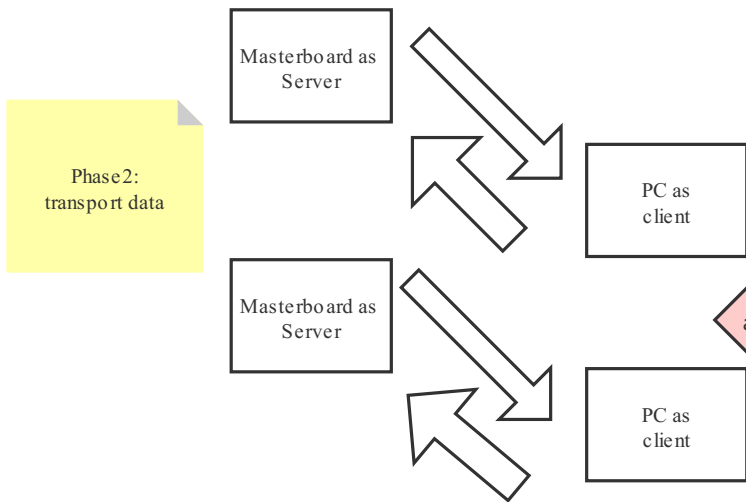 Masterboard as
Server
Phase2:
transport data
PC as
client
Masterboard as
Server
PC as
client